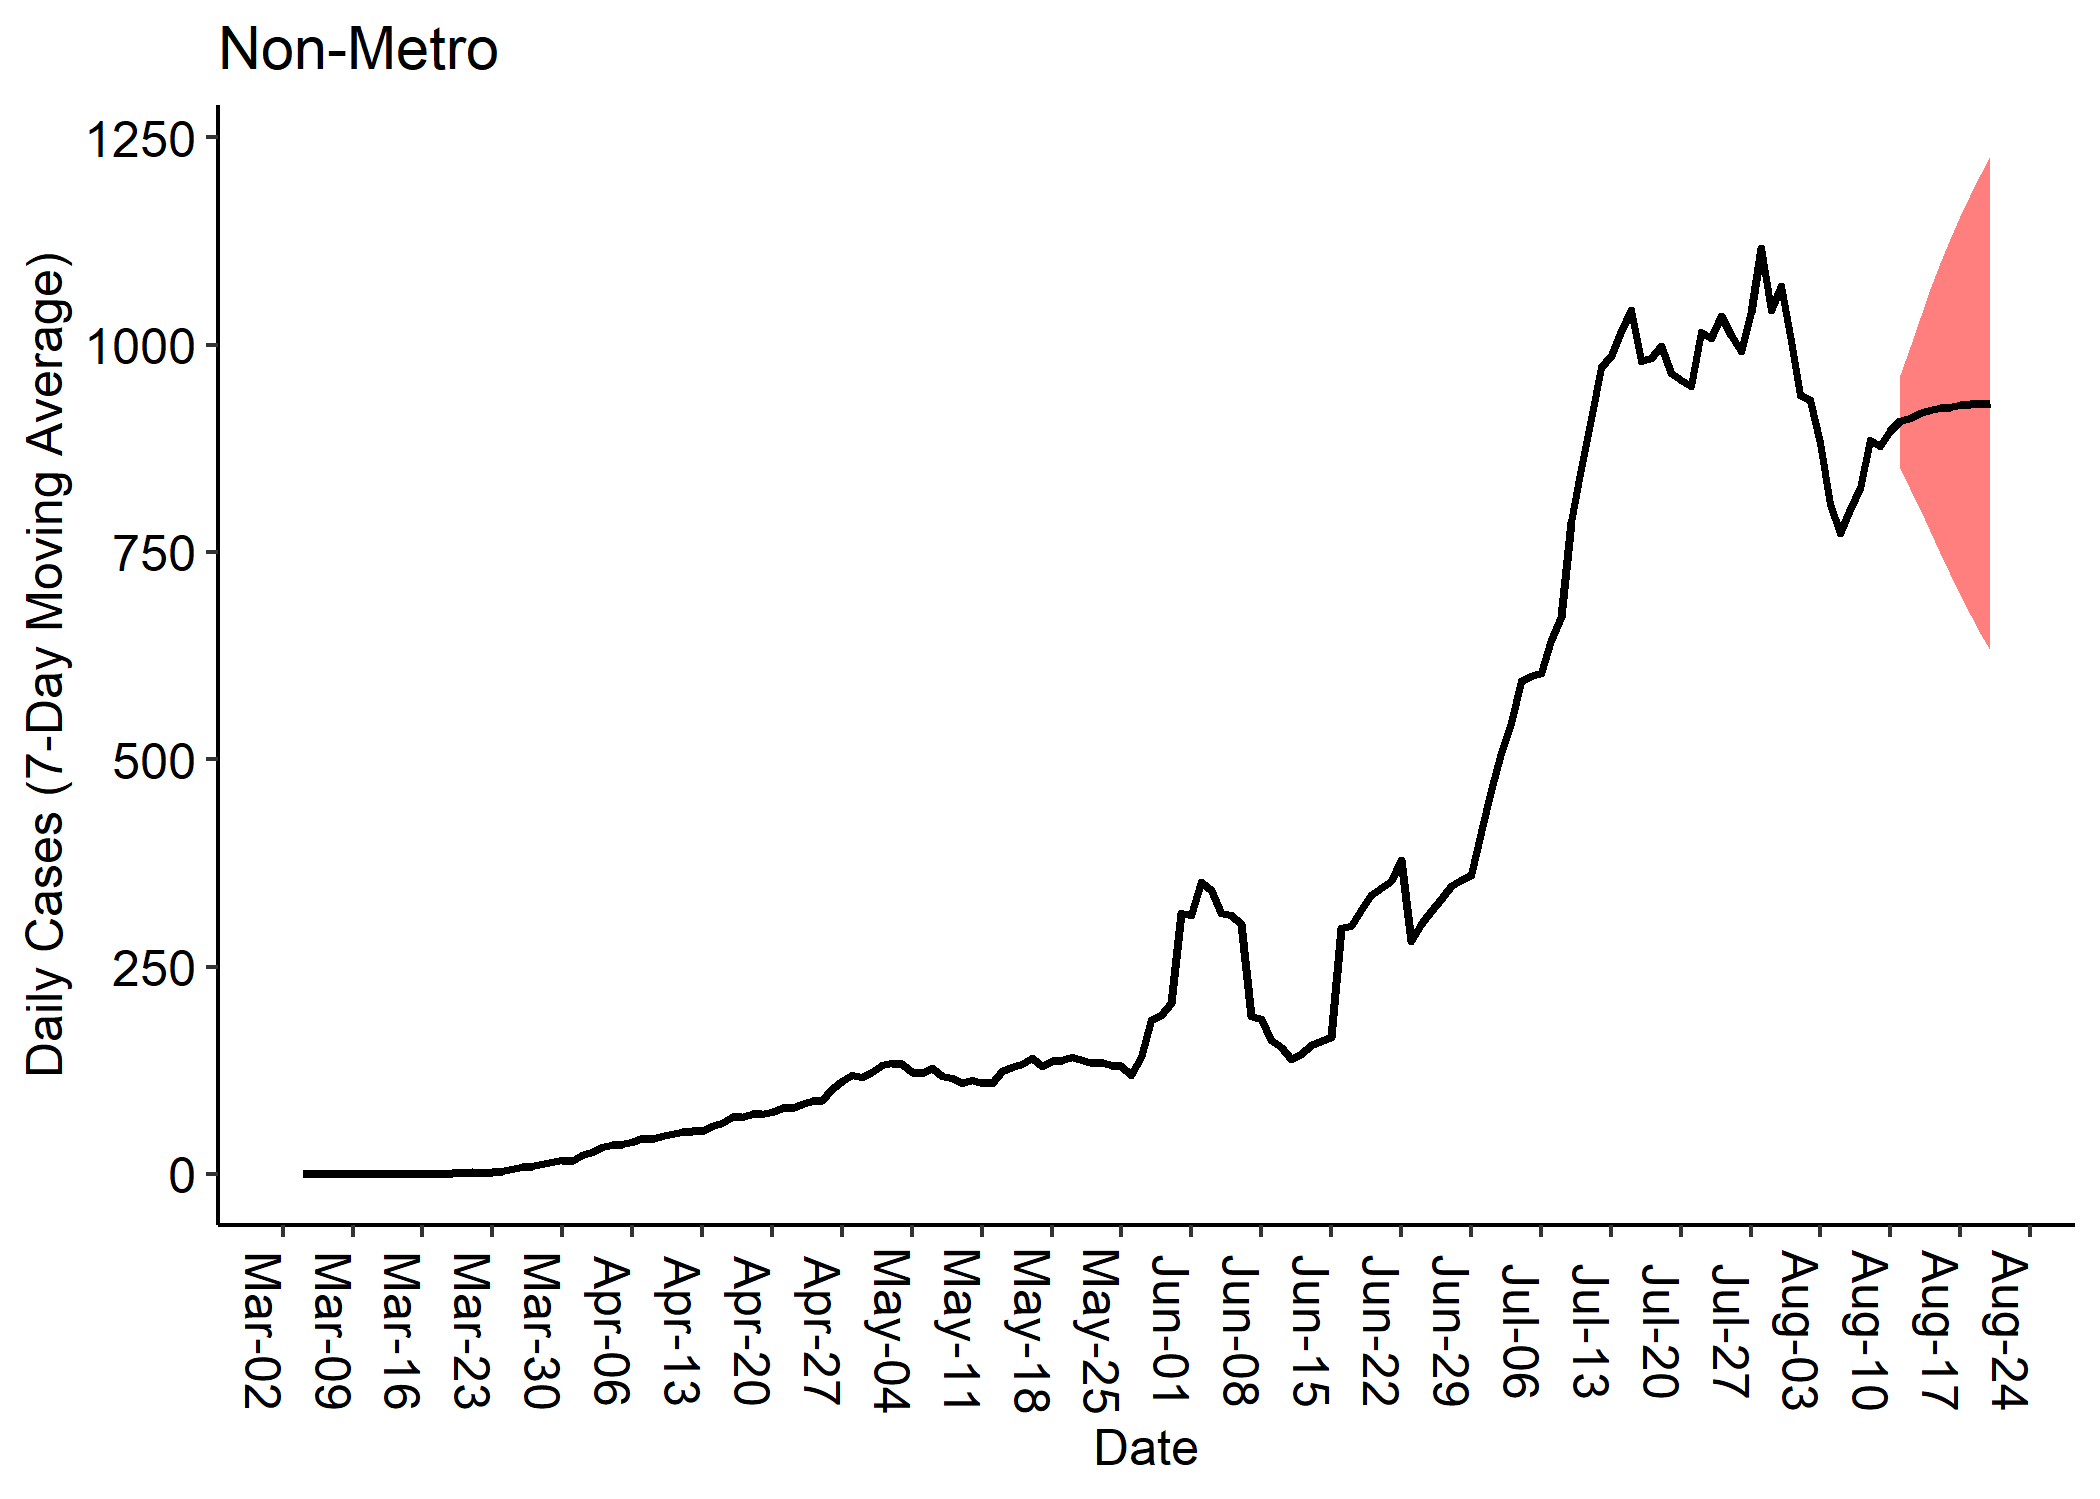 Non-Metro
Daily Cases (7-Day Moving Average)
1250
1000
750
500
250
0
Mar-02
Mar-09
Mar-16
Mar-23
Mar-30
Apr-06
Apr-13
Apr-20
Apr-27
May-04
May-11
May-18
May-25
Jun-01
Jun-08
Jun-15
Jun-22
Jun-29
Jul-06
Jul-13
Jul-20
Jul-27
Aug-03
Aug-10
Aug-17
Aug-24
Date